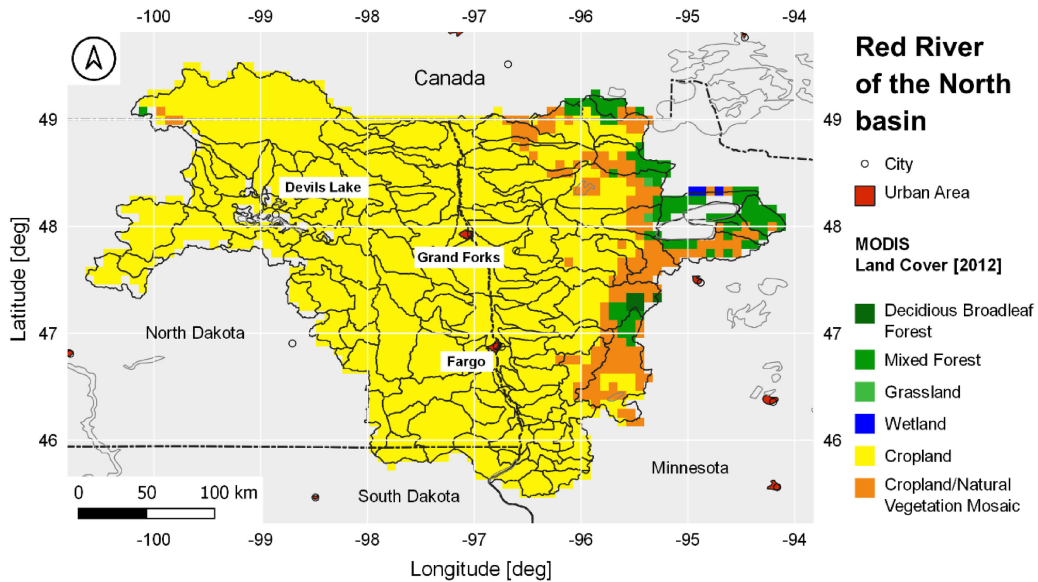 -100
-99
-98
-97
-96
-95
-94
Canada
49
49
Devils Lake
48
48
Grand Forks
North Dakota
47
47
Fargo
46
46
Minnesota
0
50
100 km
South Dakota
-100
-99
-98
-97
-96
-95
-94
Latitude [deg]
Longitude [deg]
Red River
of the North
basin
City
Urban Area
MODIS
Land Cover [2012]
Decidious Broadleaf
Forest
Mixed Forest
Grassland
Wetland
Cropland
Cropland/Natural
Vegetation Mosaic